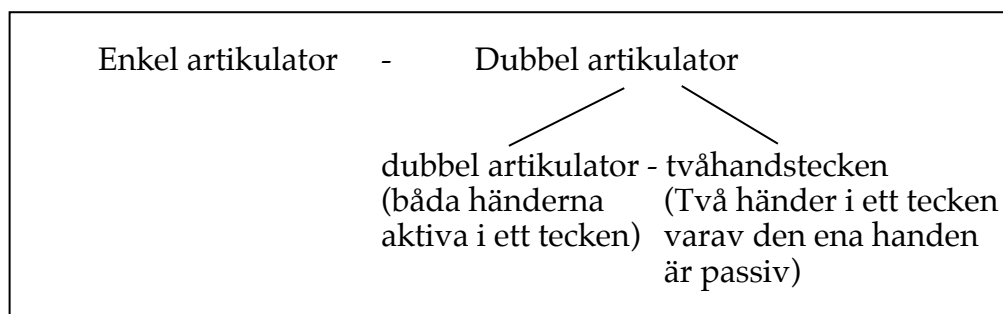 Enkel artikulator - Dubbel artikulator
dubbel artikulator - tvåhandstecken
(båda händerna (Två händer i ett tecken
aktiva i ett tecken) varav den ena handen
är passiv)